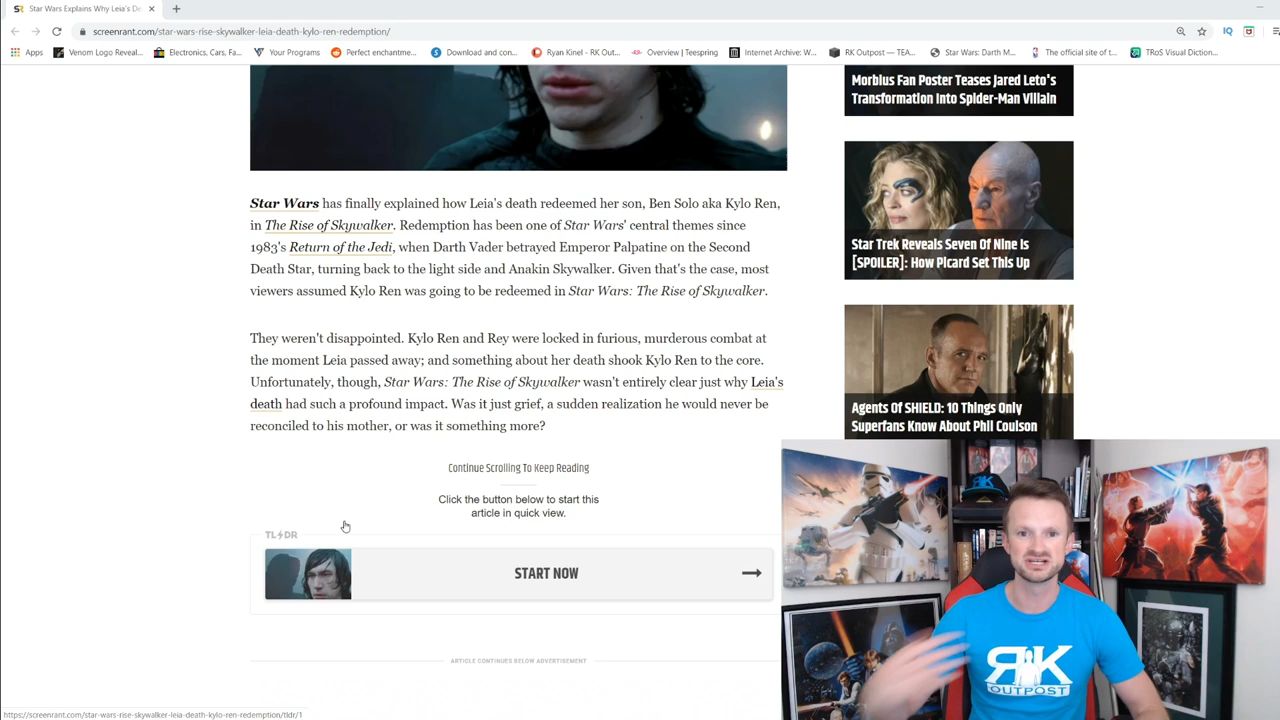 Star Wars Explains Why Leia's De
screenrant.com/star-wars-rise-skywalker-leia-death-kylo-ren-redemption/
Apps
Venom Logo Reveal...
Electronics, Cars, Fa...
Your Programs
Perfect enchantme...
Download and con...
Ryan Kinel - RK Out...
Overview | Teespring
Internet Archive: W...
RK Outpost — TEA...
Star Wars: Darth M...
The official site of t...
TRoS Visual Diction...
Star Wars has finally explained how Leia's death redeemed her son, Ben Solo aka Kylo Ren,
in The Rise of Skywalker. Redemption has been one of Star Wars' central themes since
1983's Return of the Jedi, when Darth Vader betrayed Emperor Palpatine on the Second
Death Star, turning back to the light side and Anakin Skywalker. Given that's the case, most
viewers assumed Kylo Ren was going to be redeemed in Star Wars: The Rise of Skywalker.
They weren't disappointed. Kylo Ren and Rey were locked in furious, murderous combat at
the moment Leia passed away; and something about her death shook Kylo Ren to the core.
Unfortunately, though, Star Wars: The Rise of Skywalker wasn't entirely clear just why Leia's
death had such a profound impact. Was it just grief, a sudden realization he would never be
reconciled to his mother, or was it something more?
Continue Scrolling To Keep Reading
Click the button below to start this
article in quick view.
TL DR
START NOW
ARTICLE CONTINUES BELOW ADVERTISEMENT
Morbius Fan Poster Teases Jared Leto's
Transformation Into Spider-Man Villain
Star Trek Reveals Seven Of Nine Is
[SPOILER]: How Picard Set This Up
Agents Of SHIELD: 10 Things Only
Superfans Know About Phil Coulson
RK
OUTPOST
https://screenrant.com/star-wars-rise-skywalker-leia-death-kylo-ren-redemption/tldr/1